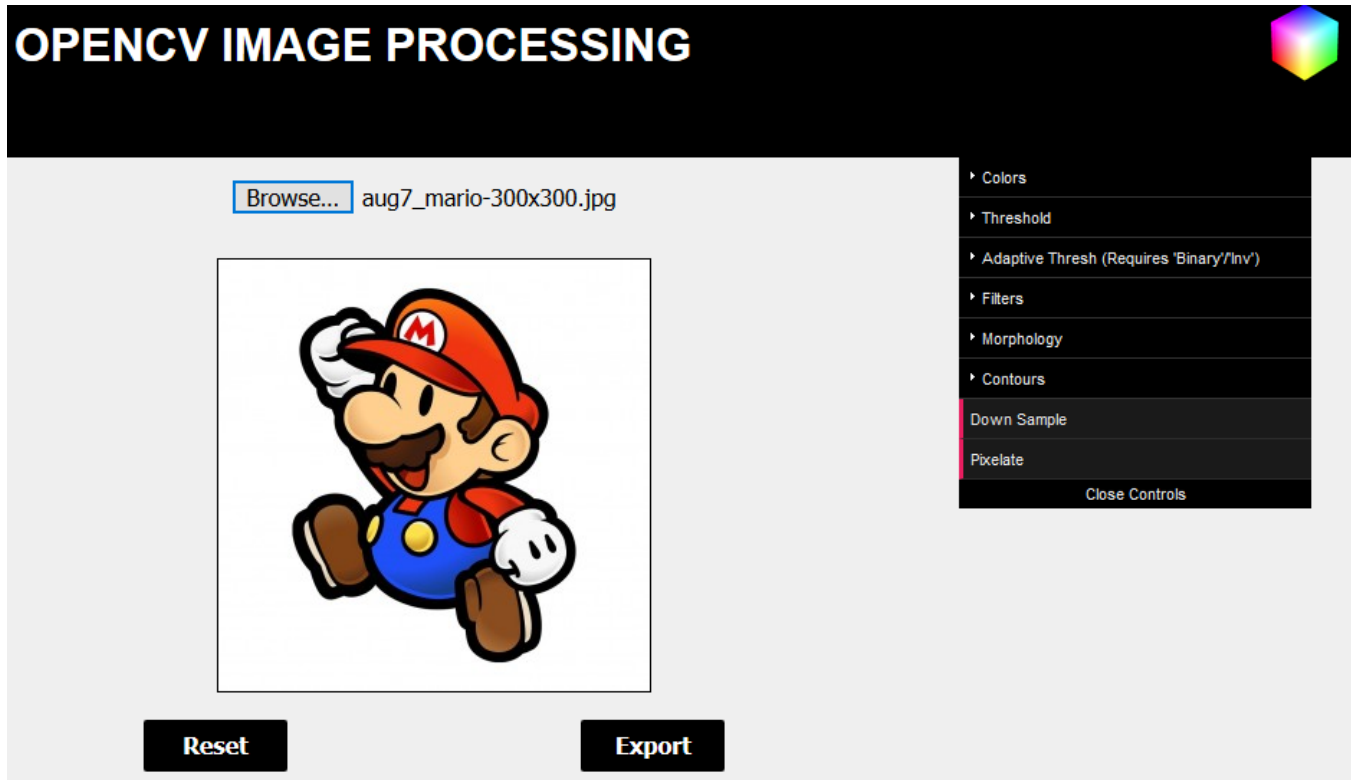 OPENCV IMAGE PROCESSING
Browse... aug7_mario-300x300.jpg
M
Reset
Export
Colors
Threshold
Adaptive Thresh (Requires 'Binary'/'Inv')
Filters
Morphology
Contours
Down Sample
Pixelate
Close Controls